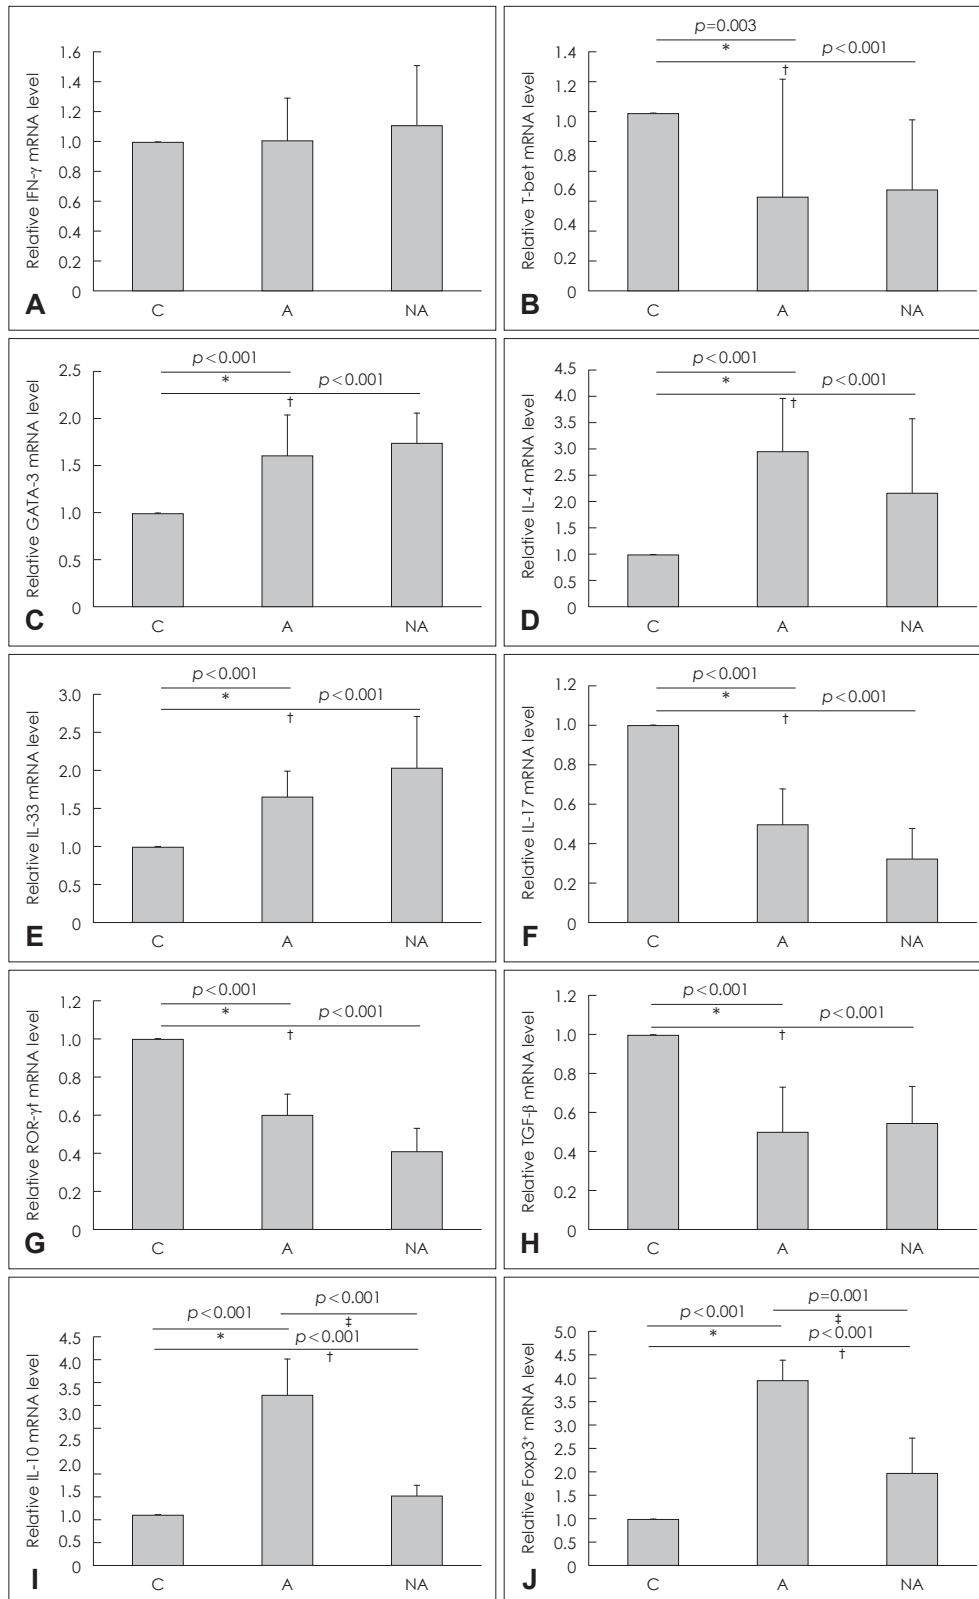 Relative IFN-γ mRNA level
1.6
1.4
1.2
1.0
0.8
0.6
0.4
0.2
0
C A NA
A
p=0.003
*
p<0.001
†
Relative T-bet mRNA level
1.4
1.2
1.0
0.8
0.6
0.4
0.2
0
C A NA
B
p<0.001
*
p<0.001
†
Relative GATA-3 mRNA level
2.5
2.0
1.5
1.0
0.5
0
C A NA
C
p<0.001
*
p<0.001
†
Relative IL-4 mRNA level
4.5
4.0
3.5
3.0
2.5
2.0
1.5
1.0
0.5
0
C A NA
D
p<0.001
*
p<0.001
†
Relative IL-33 mRNA level
3.0
2.5
2.0
1.5
1.0
0.5
0
C A NA
E
p<0.001
*
p<0.001
†
Relative IL-17 mRNA level
1.2
1.0
0.8
0.6
0.4
0.2
0
C A NA
F
p<0.001
*
p<0.001
†
Relative ROR-γt mRNA level
1.2
1.0
0.8
0.6
0.4
0.2
0
C A NA
G
p<0.001
*
p<0.001
†
Relative TGF-β mRNA level
1.2
1.0
0.8
0.6
0.4
0.2
0
C A NA
H
p<0.001
p<0.001
‡
*
p<0.001
†
Relative IL-10 mRNA level
4.5
4.0
3.5
3.0
2.5
2.0
1.5
1.0
0.5
0
C A NA
I
p=0.001
p<0.001
‡
*
p<0.001
†
Relative Foxp3⁺ mRNA level
5.0
4.5
4.0
3.5
3.0
2.5
2.0
1.5
1.0
0.5
0
C A NA
J